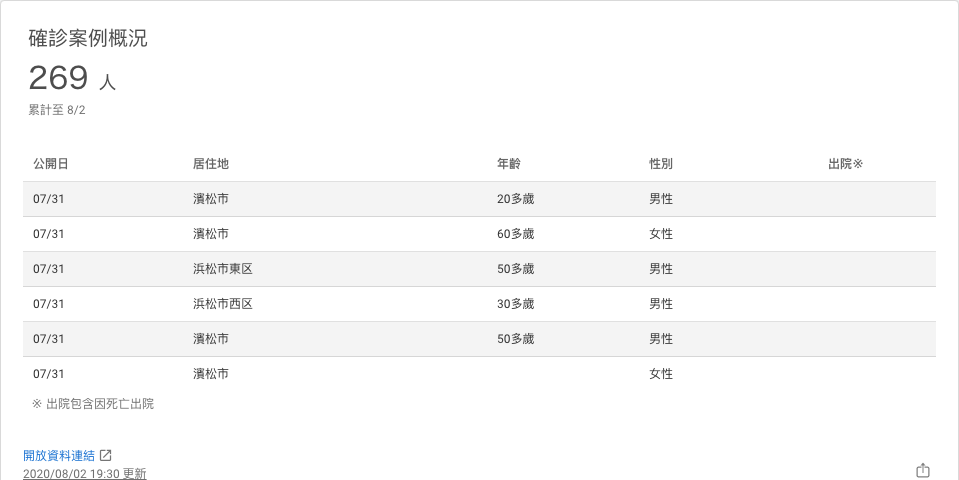 確診案例概況
269 人
累計至 8/2
公開日 居住地 年齡 性別 出院※
07/31 濱松市 20多歲 男性
07/31 濱松市 60多歲 女性
07/31 浜松市東区 50多歲 男性
07/31 浜松市西区 30多歲 男性
07/31 濱松市 50多歲 男性
07/31 濱松市 女性
※ 出院包含因死亡出院
開放資料連結
2020/08/02 19:30 更新